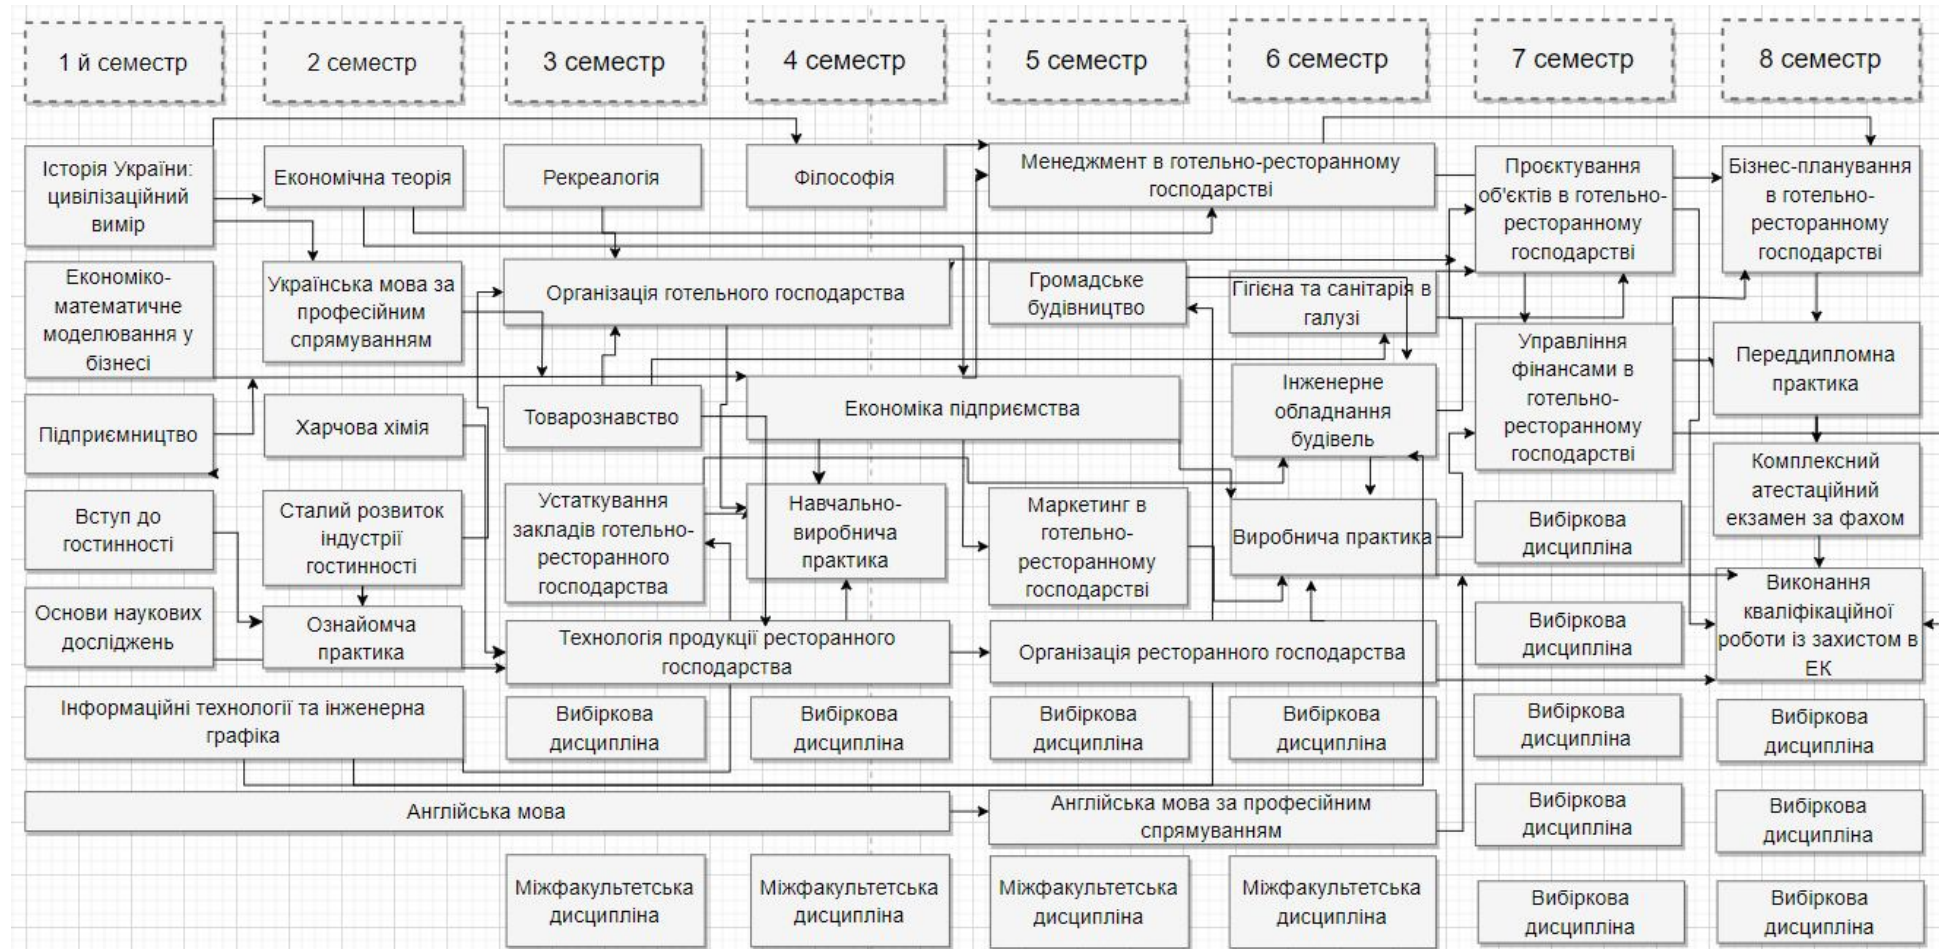 1 й семестр
2 семестр
3 семестр
4 семестр
5 семестр
6 семестр
7 семестр
8 семестр
Історія України:
цивілізаційний
вимір
Економічна теорія
Рекреалогія
Філософія
Менеджмент в готельно-ресторанному
господарстві
Проєктування
об'єктів в готельно-
ресторанному
господарстві
Бізнес-планування
в готельно-
ресторанному
господарстві
Економіко-
математичне
моделювання у
бізнесі
Українська мова за
професійним
спрямуванням
Організація готельного господарства
Громадське
будівництво
Гігієна та санітарія в
галузі
Управління
фінансами в
готельно-
ресторанному
господарстві
Переддипломна
практика
Підприємництво
Харчова хімія
Товарознавство
Економіка підприємства
Інженерне
обладнання
будівель
Комплексний
атестаційний
екзамен за фахом
Вступ до
гостинності
Сталий розвиток
індустрії
гостинності
Устаткування
закладів готельно-
ресторанного
господарства
Навчально-
виробнича
практика
Маркетинг в
готельно-
ресторанному
господарстві
Виробнича практика
Вибіркова
дисципліна
Виконання
кваліфікаційної
роботи із захистом в
ЕК
Основи наукових
досліджень
Ознайомча
практика
Технологія продукції ресторанного
господарства
Організація ресторанного господарства
Вибіркова
дисципліна
Інформаційні технології та інженерна
графіка
Вибіркова
дисципліна
Вибіркова
дисципліна
Вибіркова
дисципліна
Вибіркова
дисципліна
Вибіркова
дисципліна
Вибіркова
дисципліна
Англійська мова
Англійська мова за професійним
спрямуванням
Вибіркова
дисципліна
Вибіркова
дисципліна
Міжфакультетська
дисципліна
Міжфакультетська
дисципліна
Міжфакультетська
дисципліна
Міжфакультетська
дисципліна
Вибіркова
дисципліна
Вибіркова
дисципліна